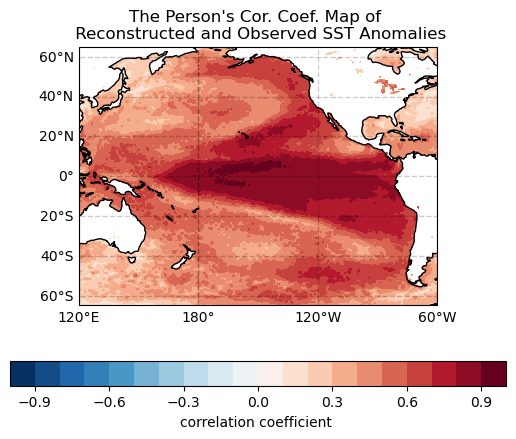 The Person's Cor. Coef. Map of
Reconstructed and Observed SST Anomalies
60°N
40°N
20°N
0°
20°S
40°S
60°S
120°E 180° 120°W 60°W
−0.9 −0.6 −0.3 0.0 0.3 0.6 0.9
correlation coefficient